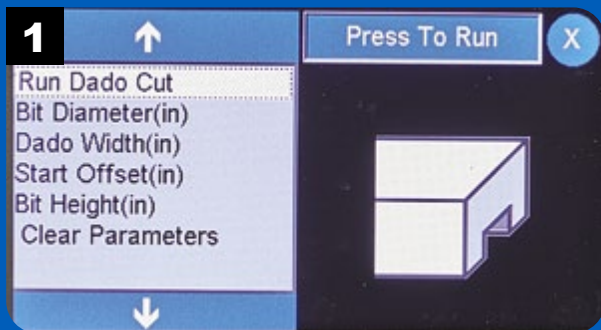 1
Press To Run
X
Run Dado Cut
Bit Diameter(in)
Dado Width(in)
Start Offset(in)
Bit Height(in)
Clear Parameters